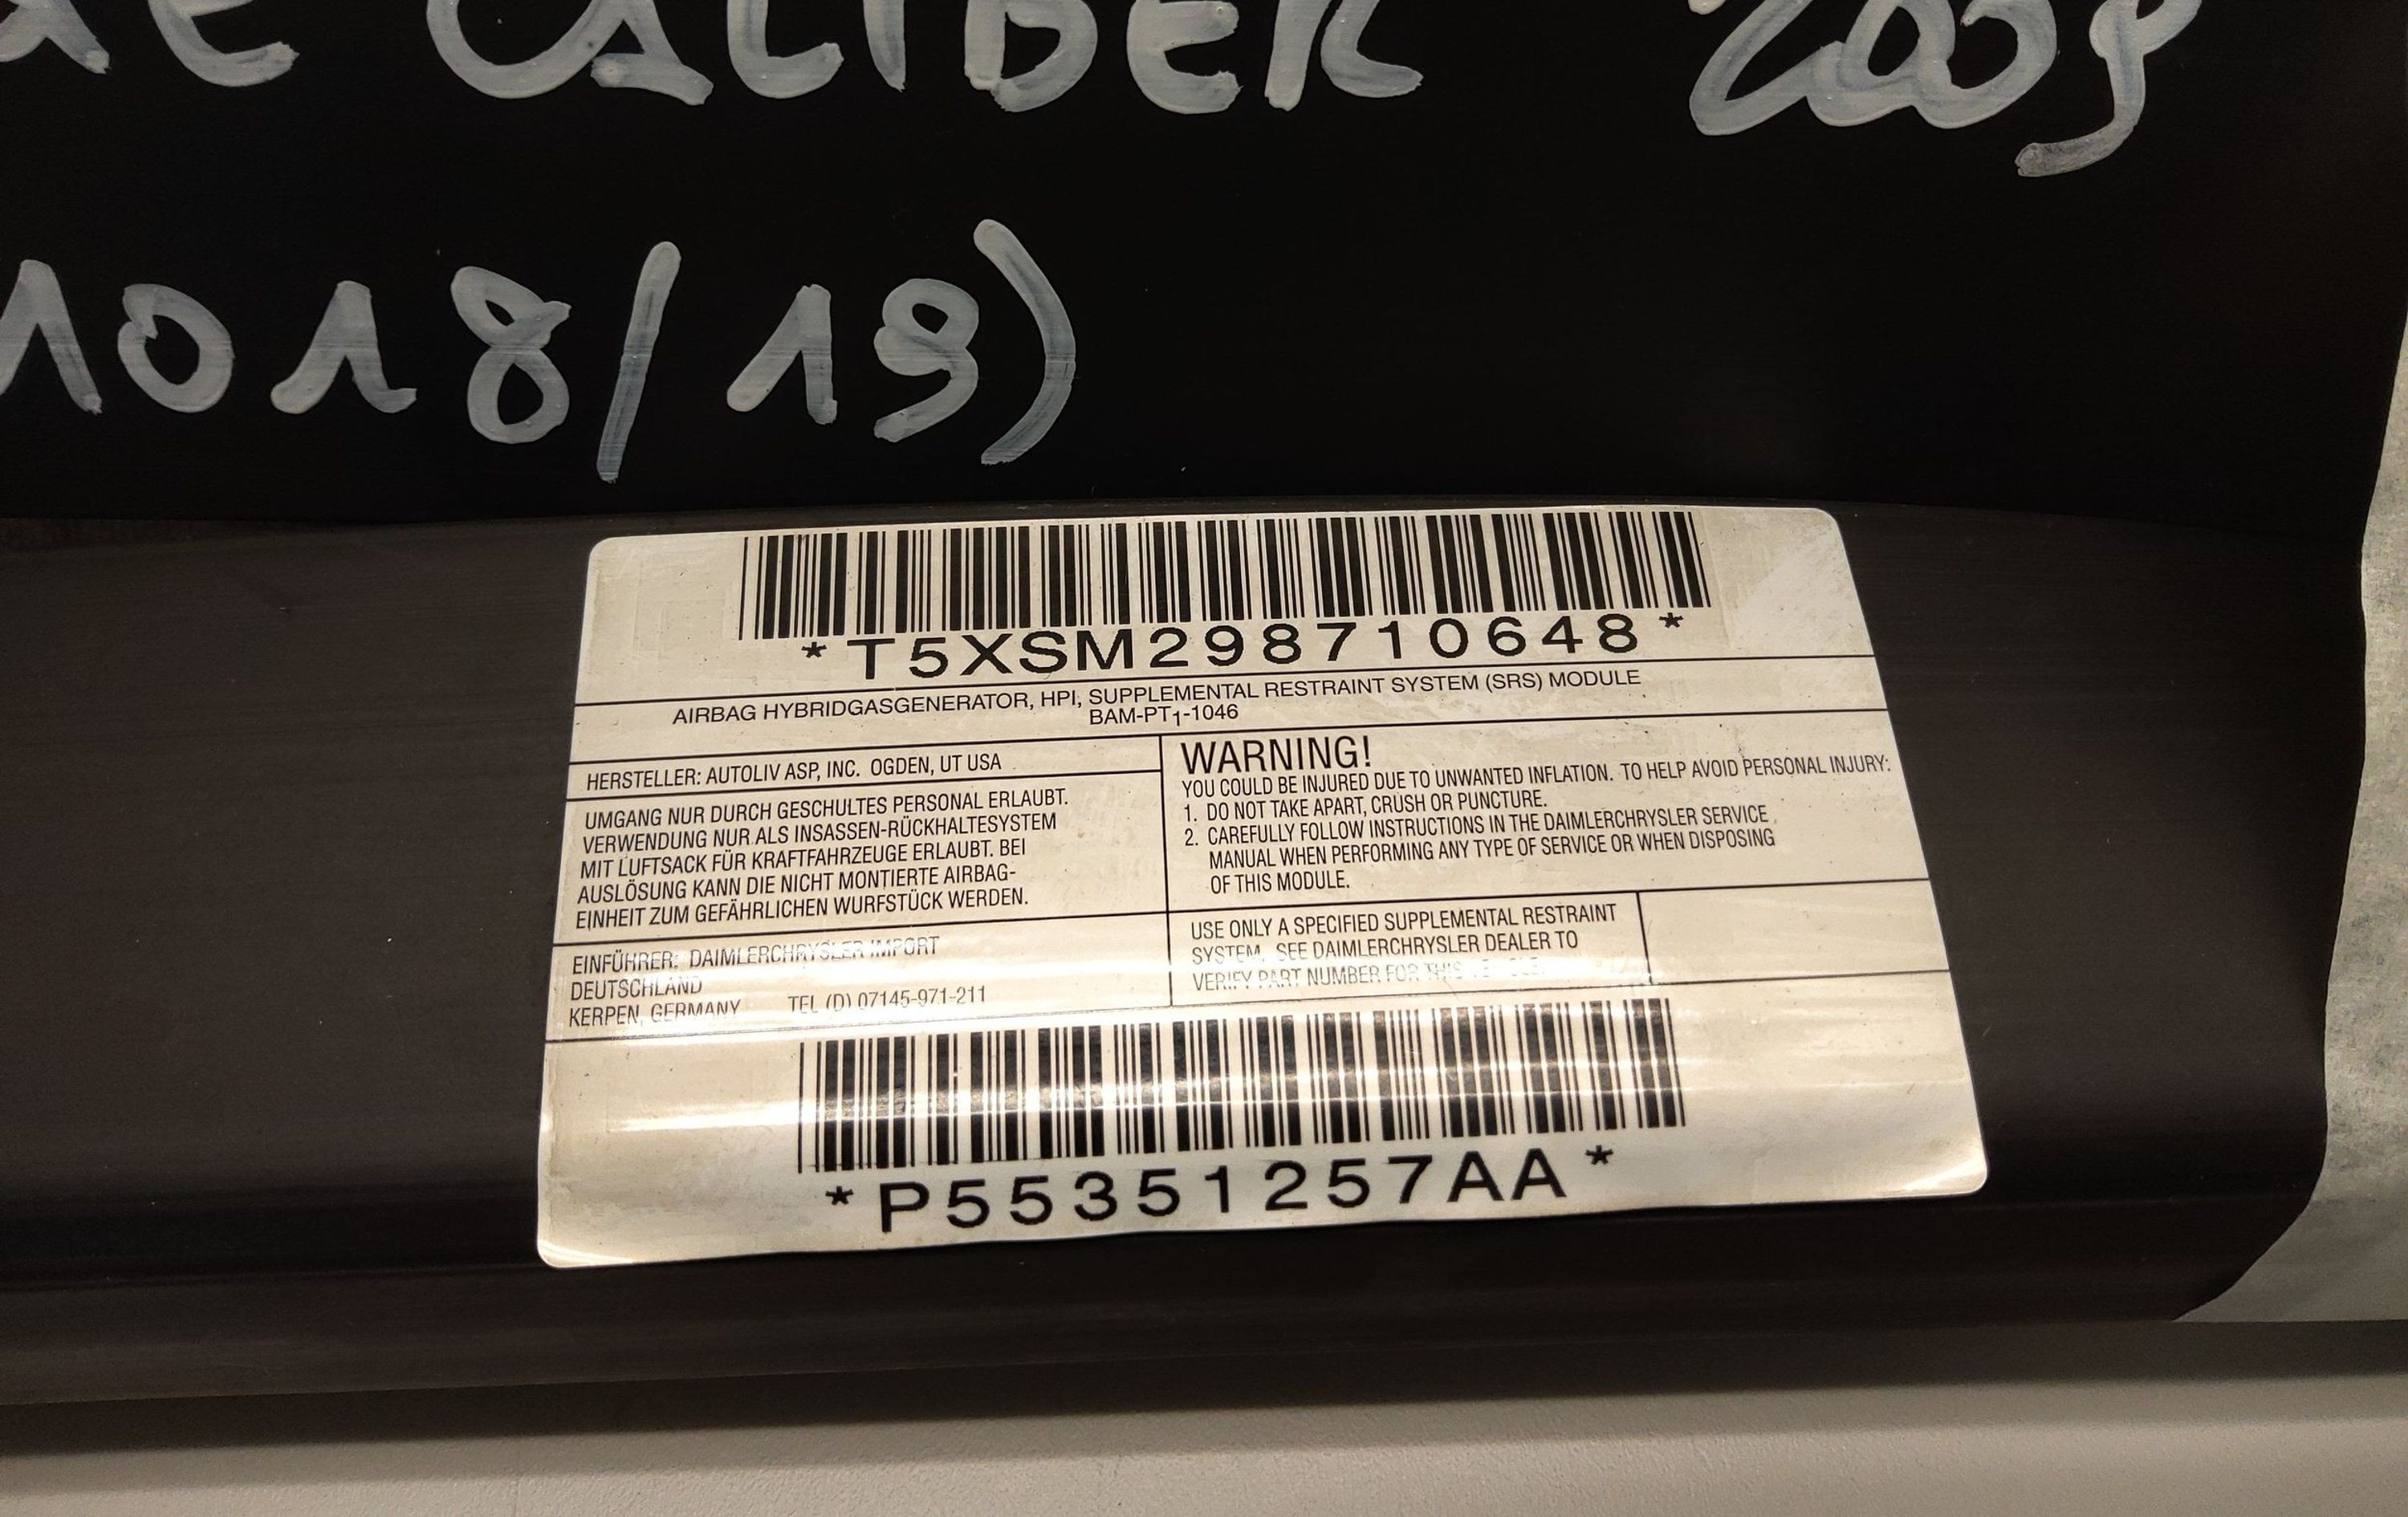 CALIBER 2009
1018/19)
*T5XSM298710648*
AIRBAG HYBRIDGASGENERATOR, HPI, SUPPLEMENTAL RESTRAINT SYSTEM (SRS) MODULE
BAM-PT1-1046
HERSTELLER: AUTOLIV ASP, INC. OGDEN, UT USA
UMGANG NUR DURCH GESCHULTES PERSONAL ERLAUBT.
VERWENDUNG NUR ALS INSASSEN-RÜCKHALTESYSTEM
MIT LUFTSACK FÜR KRAFTFAHRZEUGE ERLAUBT. BEI
AUSLÖSUNG KANN DIE NICHT MONTIERTE AIRBAG-
EINHEIT ZUM GEFÄHRLICHEN WURFSTÜCK WERDEN.
EINFÜHRER: DAIMLERCHRYSLER IMPORT
DEUTSCHLAND
KERPEN, GERMANY TEL (D) 07145-971-211
WARNING!
YOU COULD BE INJURED DUE TO UNWANTED INFLATION. TO HELP AVOID PERSONAL INJURY:
1. DO NOT TAKE APART, CRUSH OR PUNCTURE.
2. CAREFULLY FOLLOW INSTRUCTIONS IN THE DAIMLERCHRYSLER SERVICE
MANUAL WHEN PERFORMING ANY TYPE OF SERVICE OR WHEN DISPOSING
OF THIS MODULE.
USE ONLY A SPECIFIED SUPPLEMENTAL RESTRAINT
SYSTEM. SEE DAIMLERCHRYSLER DEALER TO
VERIFY PART NUMBER FOR THIS VEHICLE.
*P55351257AA*